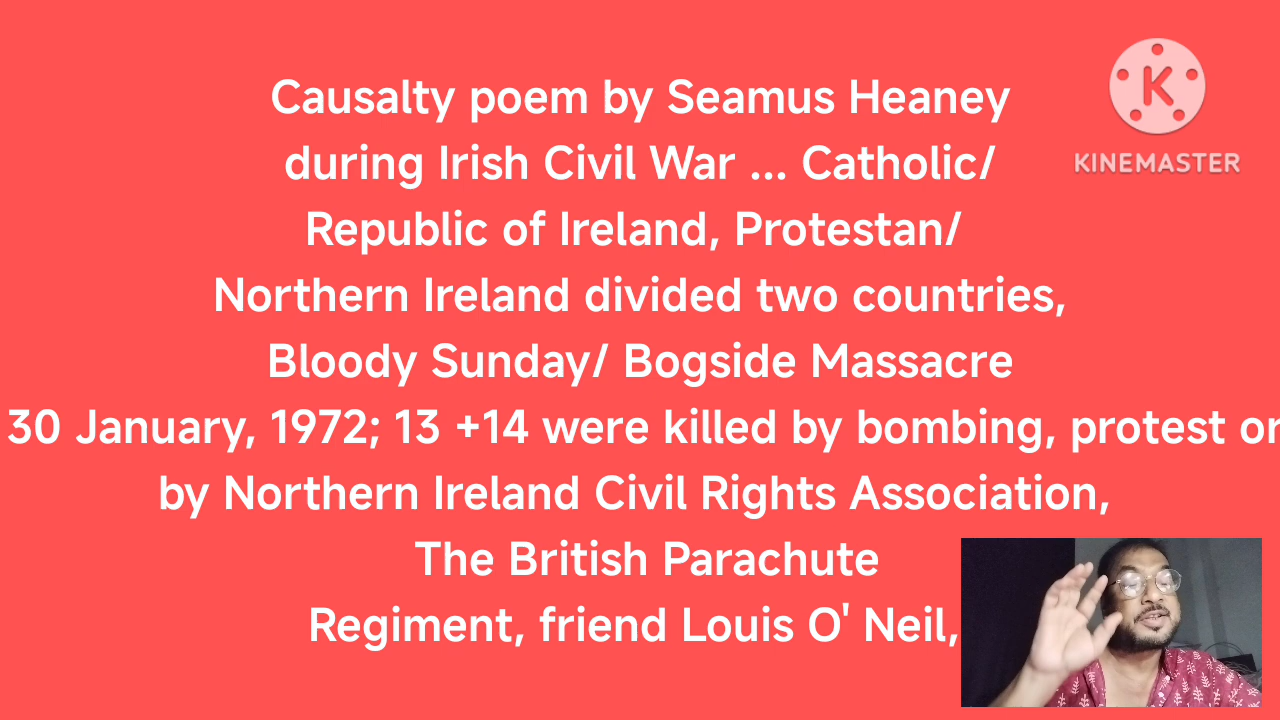 Causalty poem by Seamus Heaney
during Irish Civil War ... Catholic/
Republic of Ireland, Protestan/
Northern Ireland divided two countries,
Bloody Sunday/ Bogside Massacre
30 January, 1972; 13 +14 were killed by bombing, protest or
by Northern Ireland Civil Rights Association,
The British Parachute
Regiment, friend Louis O' Neil,
KINEMASTER